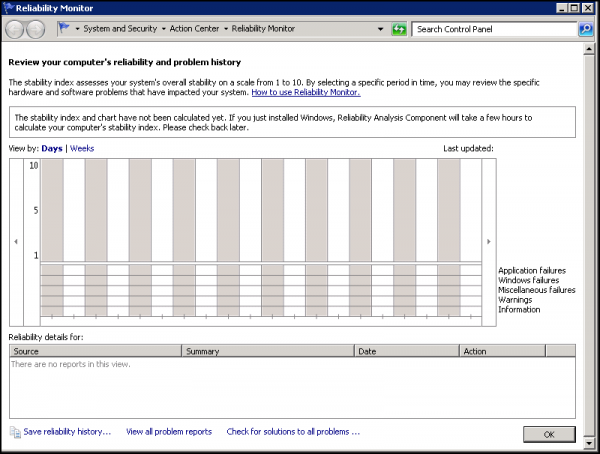 Reliability Monitor
System and Security ▸ Action Center ▸ Reliability Monitor
Search Control Panel
Review your computer's reliability and problem history
The stability index assesses your system's overall stability on a scale from 1 to 10. By selecting a specific period in time, you may review the specific
hardware and software problems that have impacted your system. How to use Reliability Monitor.
The stability index and chart have not been calculated yet. If you just installed Windows, Reliability Analysis Component will take a few hours to
calculate your computer's stability index. Please check back later.
View by: Days | Weeks
Last updated:
10
5
1
Application failures
Windows failures
Miscellaneous failures
Warnings
Information
Reliability details for:
Source Summary Date Action
There are no reports in this view.
Save reliability history... View all problem reports Check for solutions to all problems ...
OK